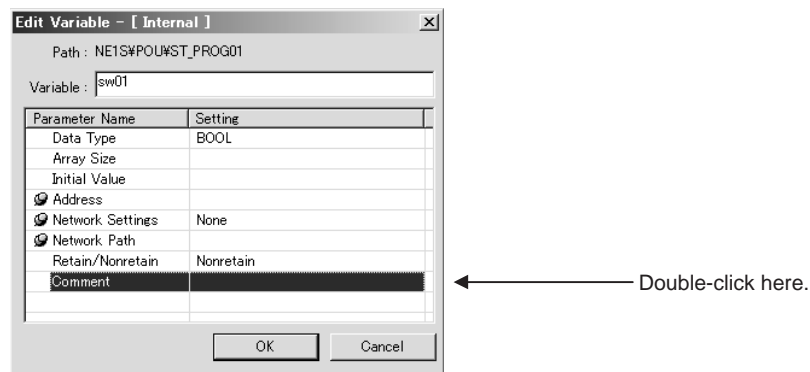 Edit Variable - [ Internal ]
Path : NE1S¥POU¥ST_PROG01
Variable : sw01
Parameter Name Setting
Data Type BOOL
Array Size
Initial Value
Address
Network Settings None
Network Path
Retain/Nonretain Nonretain
Comment
Double-click here.
OK Cancel